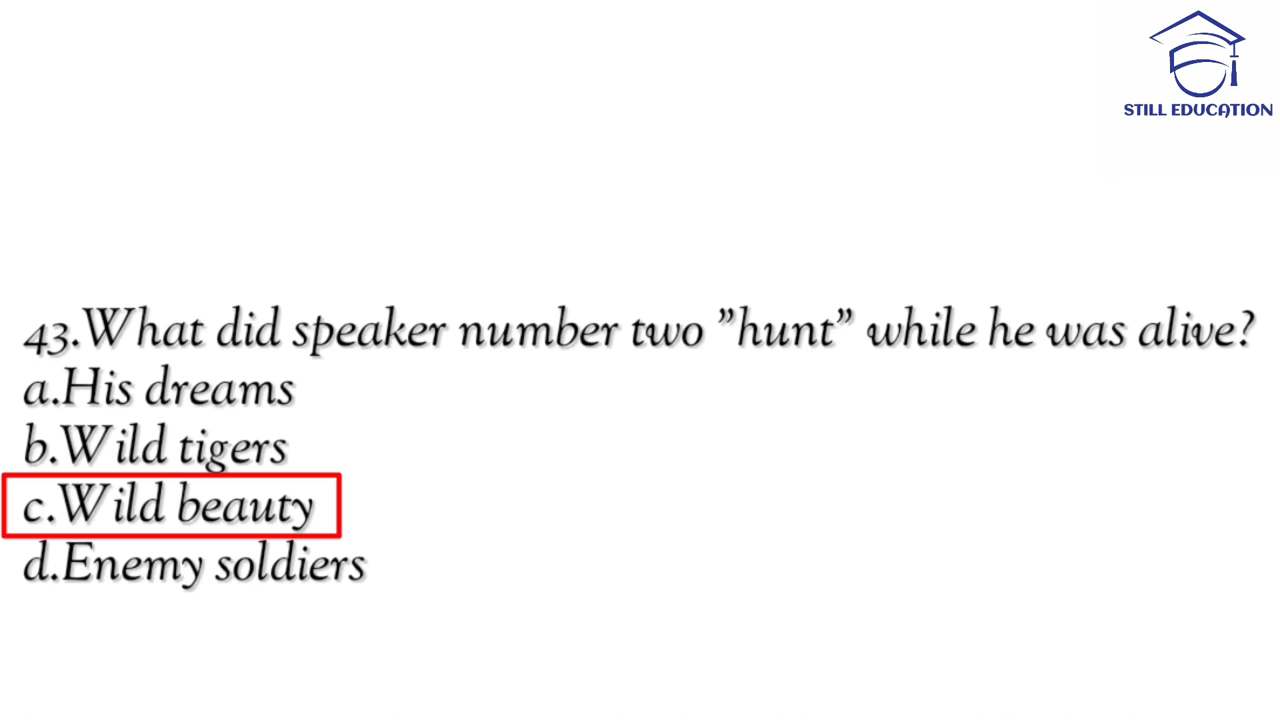 STILL EDUCATION
43.What did speaker number two ”hunt” while he was alive?
a.His dreams
b.Wild tigers
c.Wild beauty
d.Enemy soldiers